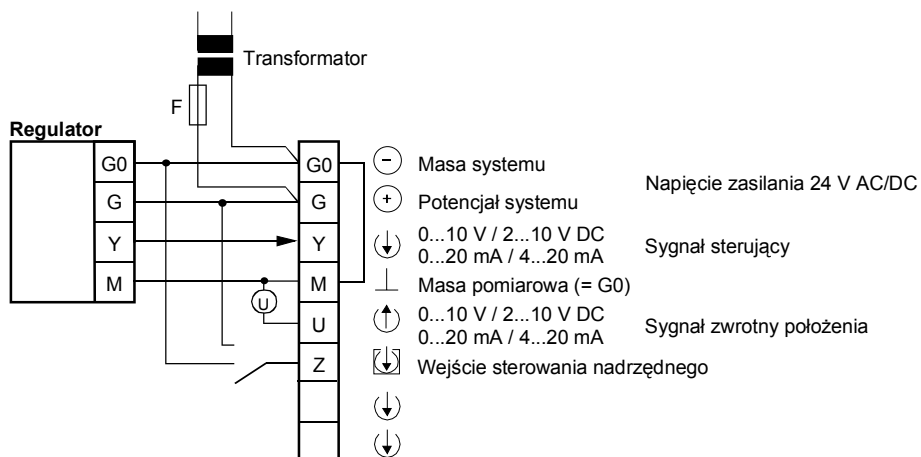 Transformator
F
Regulator
G0 G0 - Masa systemu
Napięcie zasilania 24 V AC/DC
G G + Potencjał systemu
Y Y 0...10 V / 2...10 V DC
0...20 mA / 4...20 mA Sygnał sterujący
M M Masa pomiarowa (= G0)
U
U 0...10 V / 2...10 V DC
0...20 mA / 4...20 mA Sygnał zwrotny położenia
Z Wejście sterowania nadrzędnego